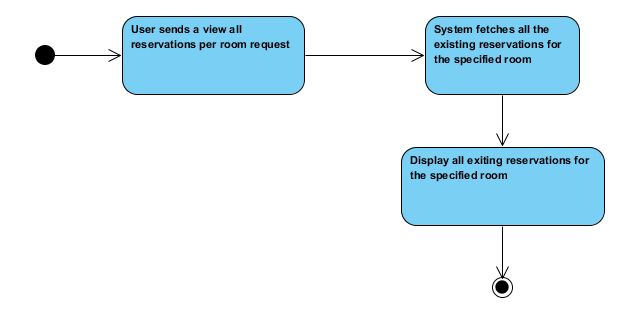 User sends a view all
reservations per room request
System fetches all the
existing reservations for
the specified room
Display all exiting reservations for
the specified room